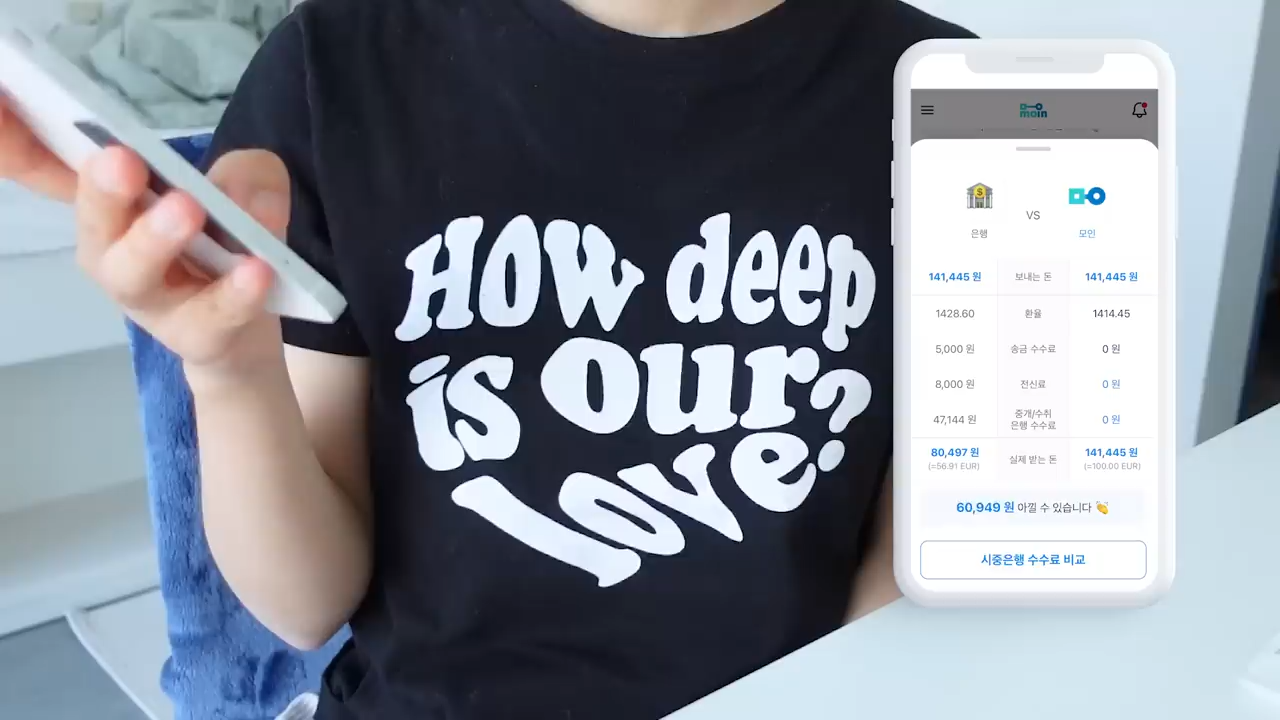 HOW deep
is our?
love
moin
VS
은행
모인
141,445 원 보내는 돈 141,445 원
1428.60 환율 1414.45
5,000 원 송금 수수료 0 원
8,000 원 전신료 0 원
47,144 원 중개/수취 은행 수수료 0 원
80,497 원 실제 받는 돈 141,445 원
(=56.91 EUR) (=100.00 EUR)
60,949 원 아낄 수 있습니다 👏
시중은행 수수료 비교